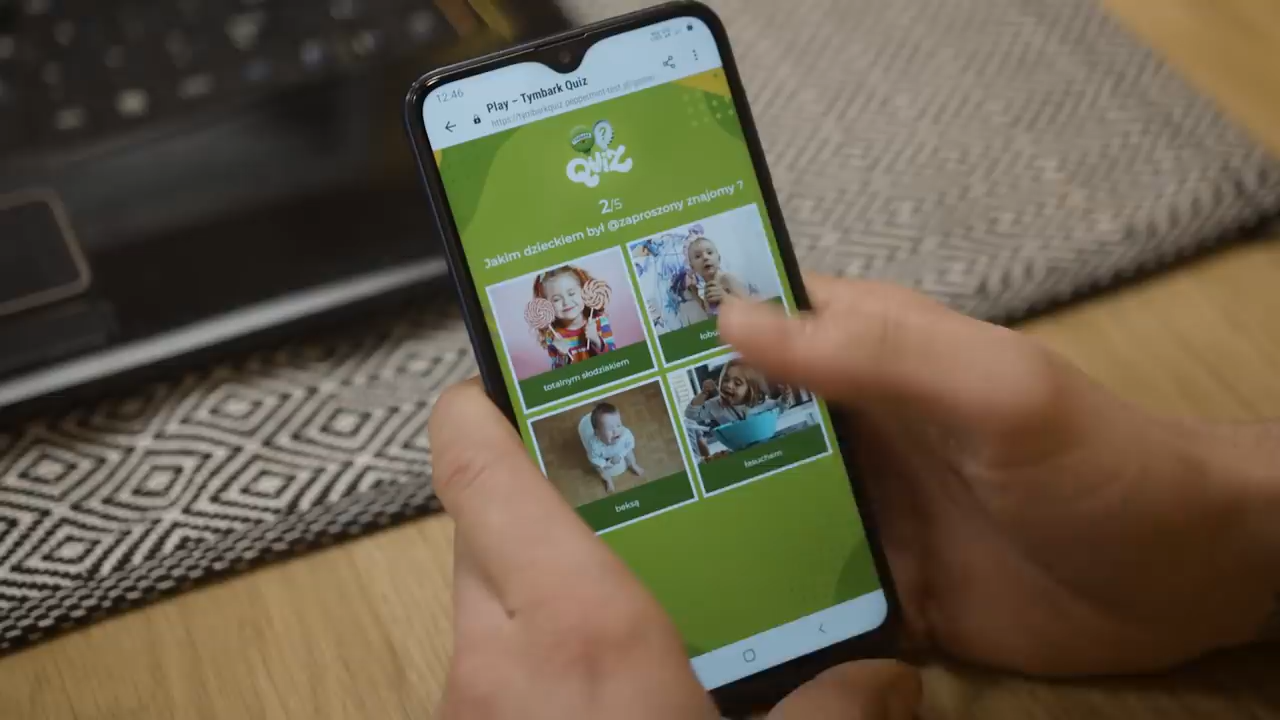 12:46
Play – Tymbark Quiz
QUIZ
2/5
Jakim dzieckiem był @zaproszony znajomy ?
totalnym słodziakiem
beksą
łasuchem